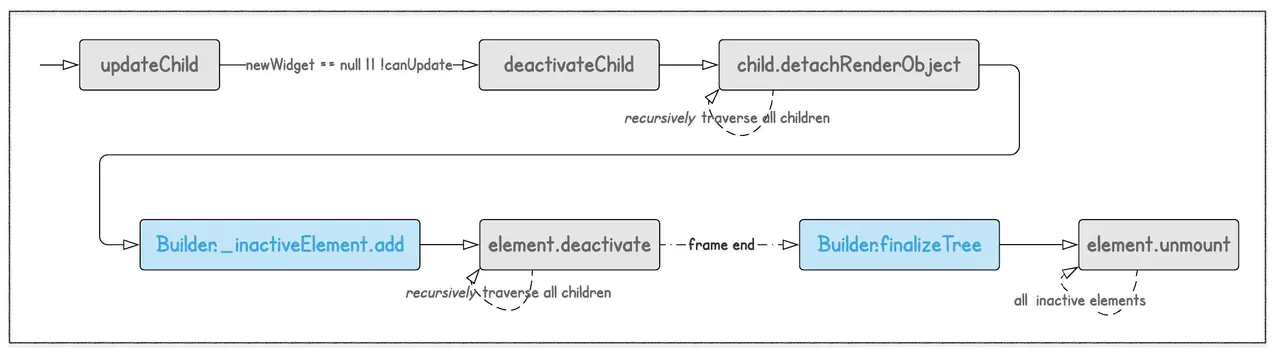 updateChild
newWidget == null || !canUpdate
deactivateChild
child.detachRenderObject
recursively traverse all children
Builder._inactiveElement.add
element.deactivate
frame end
Builder.finalizeTree
element.unmount
recursively traverse all children
all inactive elements